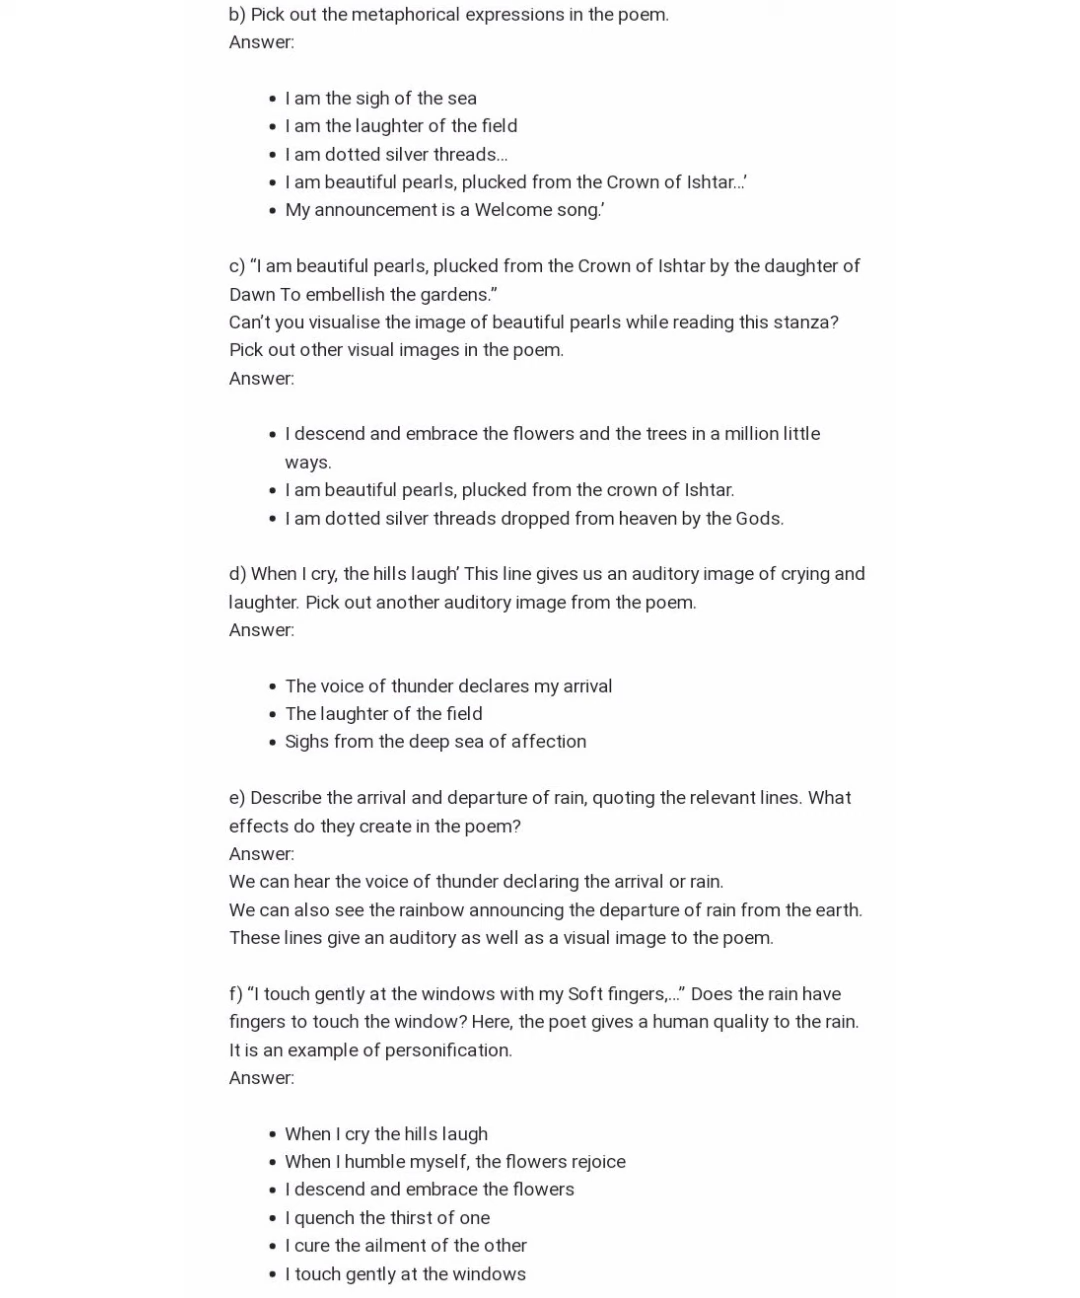 b) Pick out the metaphorical expressions in the poem.
Answer:
• I am the sigh of the sea
• I am the laughter of the field
• I am dotted silver threads...
• I am beautiful pearls, plucked from the Crown of Ishtar...’
• My announcement is a Welcome song.’
c) “I am beautiful pearls, plucked from the Crown of Ishtar by the daughter of
Dawn To embellish the gardens.”
Can’t you visualise the image of beautiful pearls while reading this stanza?
Pick out other visual images in the poem.
Answer:
• I descend and embrace the flowers and the trees in a million little
ways.
• I am beautiful pearls, plucked from the crown of Ishtar.
• I am dotted silver threads dropped from heaven by the Gods.
d) When I cry, the hills laugh’ This line gives us an auditory image of crying and
laughter. Pick out another auditory image from the poem.
Answer:
• The voice of thunder declares my arrival
• The laughter of the field
• Sighs from the deep sea of affection
e) Describe the arrival and departure of rain, quoting the relevant lines. What
effects do they create in the poem?
Answer:
We can hear the voice of thunder declaring the arrival or rain.
We can also see the rainbow announcing the departure of rain from the earth.
These lines give an auditory as well as a visual image to the poem.
f) “I touch gently at the windows with my Soft fingers,...” Does the rain have
fingers to touch the window? Here, the poet gives a human quality to the rain.
It is an example of personification.
Answer:
• When I cry the hills laugh
• When I humble myself, the flowers rejoice
• I descend and embrace the flowers
• I quench the thirst of one
• I cure the ailment of the other
• I touch gently at the windows